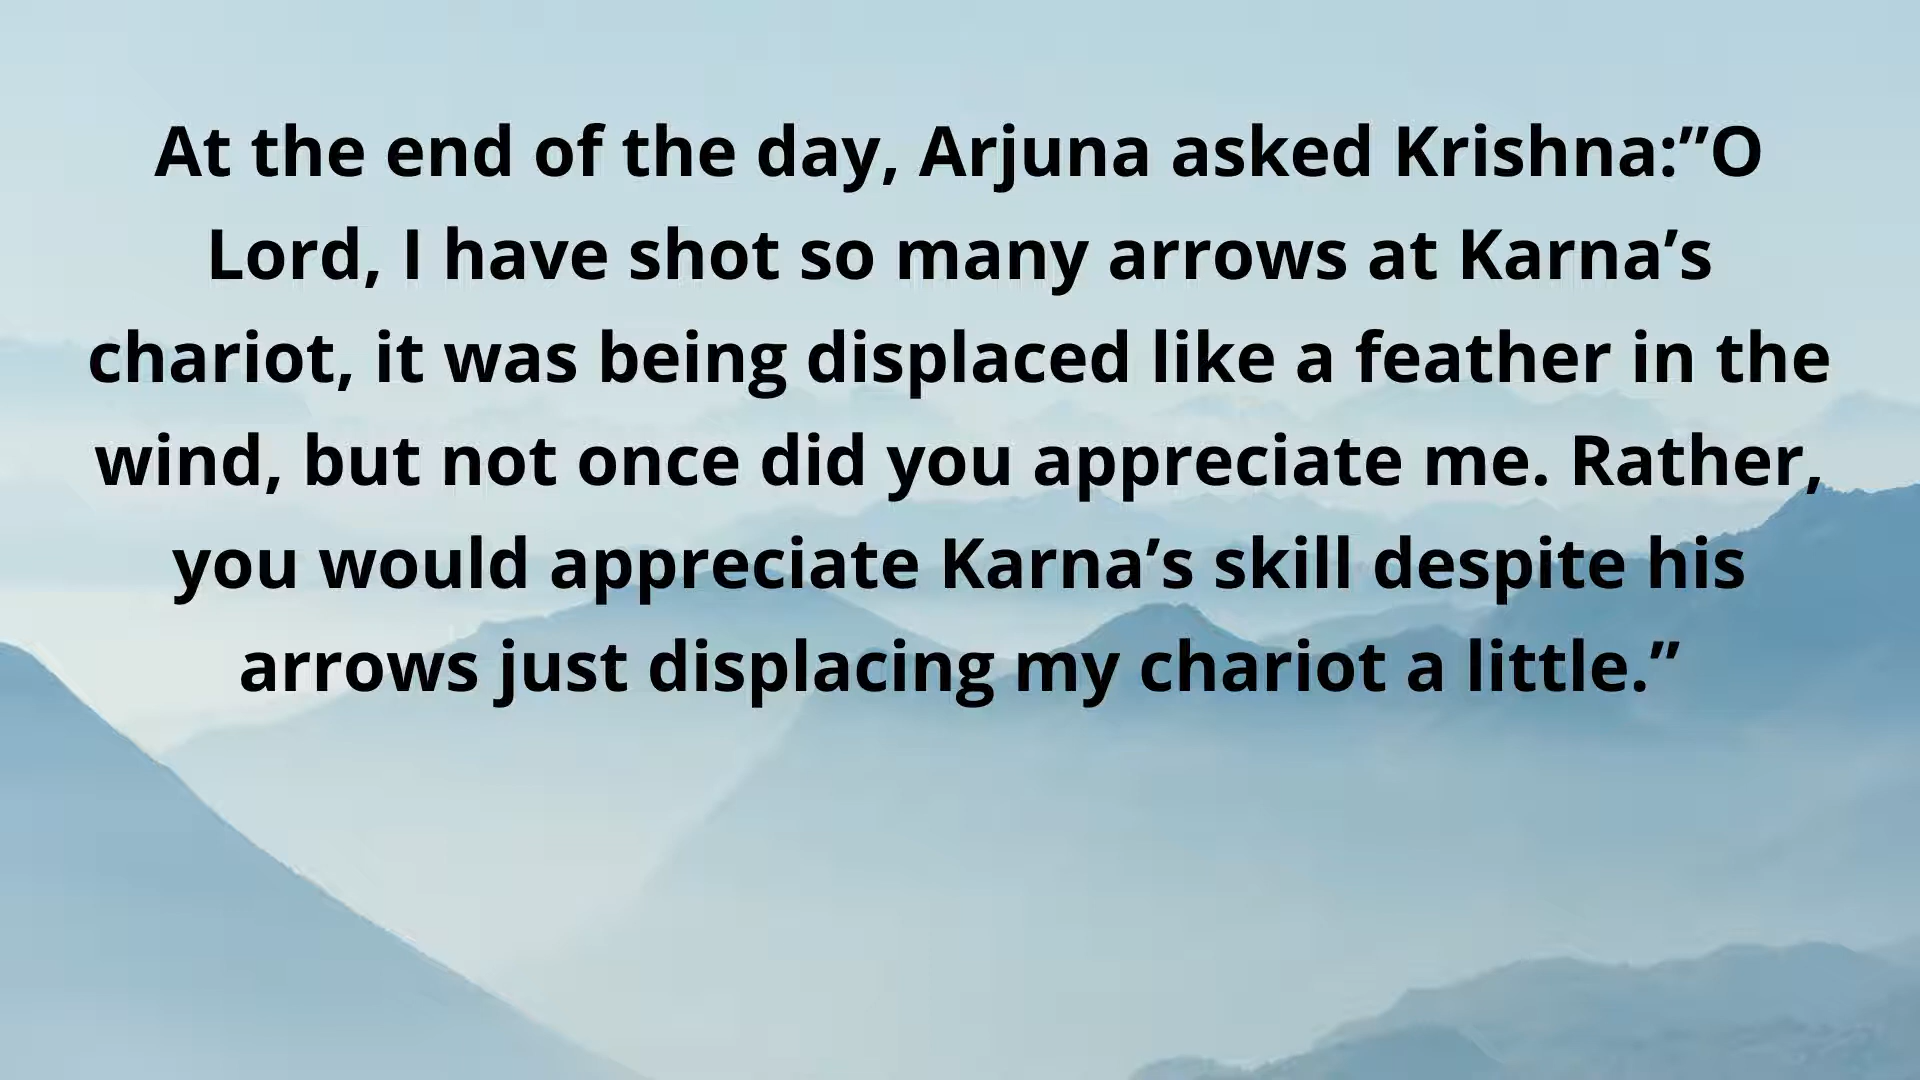 At the end of the day, Arjuna asked Krishna:”O
Lord, I have shot so many arrows at Karna’s
chariot, it was being displaced like a feather in the
wind, but not once did you appreciate me. Rather,
you would appreciate Karna’s skill despite his
arrows just displacing my chariot a little.”